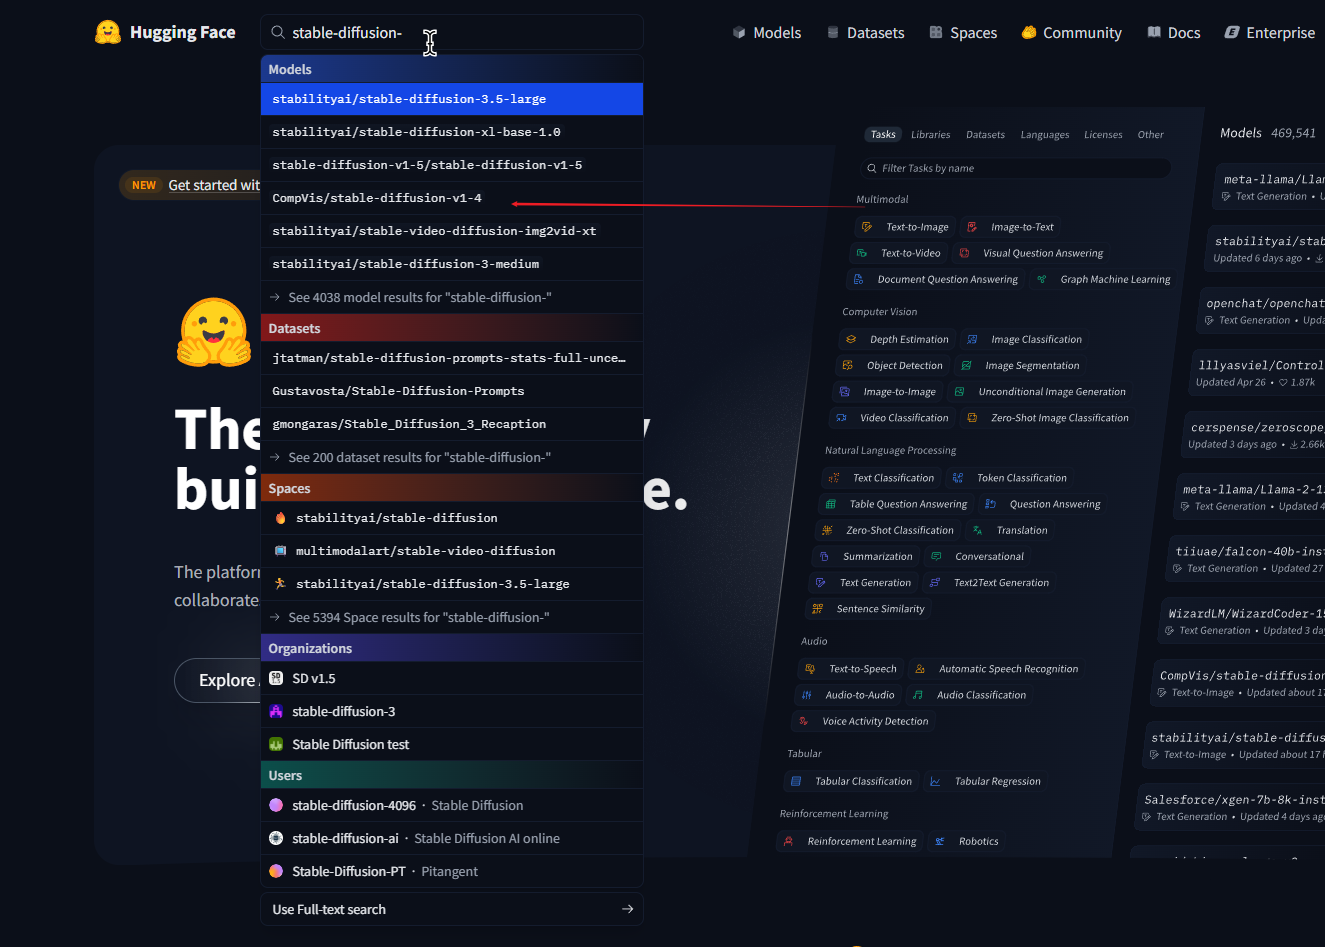 Hugging Face
stable-diffusion-
Models
Datasets
Spaces
Community
Docs
Enterprise
Models
stabilityai/stable-diffusion-3.5-large
stabilityai/stable-diffusion-xl-base-1.0
stable-diffusion-v1-5/stable-diffusion-v1-5
CompVis/stable-diffusion-v1-4
stabilityai/stable-video-diffusion-img2vid-xt
stabilityai/stable-diffusion-3-medium
→ See 4038 model results for "stable-diffusion-"
Datasets
jtatman/stable-diffusion-prompts-stats-full-unce…
Gustavosta/Stable-Diffusion-Prompts
gmongaras/Stable_Diffusion_3_Recaption
→ See 200 dataset results for "stable-diffusion-"
Spaces
stabilityai/stable-diffusion
multimodalart/stable-video-diffusion
stabilityai/stable-diffusion-3.5-large
→ See 5394 Space results for "stable-diffusion-"
Organizations
SD v1.5
stable-diffusion-3
Stable Diffusion test
Users
stable-diffusion-4096 · Stable Diffusion
stable-diffusion-ai · Stable Diffusion AI online
Stable-Diffusion-PT · Pitangent
Use Full-text search →
NEW Get started wit
The
bui
e.
The platfor
collaborate
Explore
Tasks Libraries Datasets Languages Licenses Other
Filter Tasks by name
Multimodal
Text-to-Image Image-to-Text
Text-to-Video Visual Question Answering
Document Question Answering Graph Machine Learning
Computer Vision
Depth Estimation Image Classification
Object Detection Image Segmentation
Image-to-Image Unconditional Image Generation
Video Classification Zero-Shot Image Classification
Natural Language Processing
Text Classification Token Classification
Table Question Answering Question Answering
Zero-Shot Classification Translation
Summarization Conversational
Text Generation Text2Text Generation
Sentence Similarity
Audio
Text-to-Speech Automatic Speech Recognition
Audio-to-Audio Audio Classification
Voice Activity Detection
Tabular
Tabular Classification Tabular Regression
Reinforcement Learning
Reinforcement Learning Robotics
Models 469,541
meta-llama/Lla
Text Generation •
stabilityai/stab
Updated 6 days ago •
openchat/openchat
Text Generation • Upda
lllyasviel/Control
Updated Apr 26 • 1.87k
cerspense/zeroscope
Updated 3 days ago • 2.66k
meta-llama/Llama-2-1
Text Generation • Updated 4
tiiuae/falcon-40b-inst
Text Generation • Updated 27
WizardLM/WizardCoder-15
Text Generation • Updated 3 da
CompVis/stable-diffusion
Text-to-Image • Updated about 17
stabilityai/stable-diffus
Text-to-Image • Updated about 17 h
Salesforce/xgen-7b-8k-inst
Text Generation • Updated 4 days ag